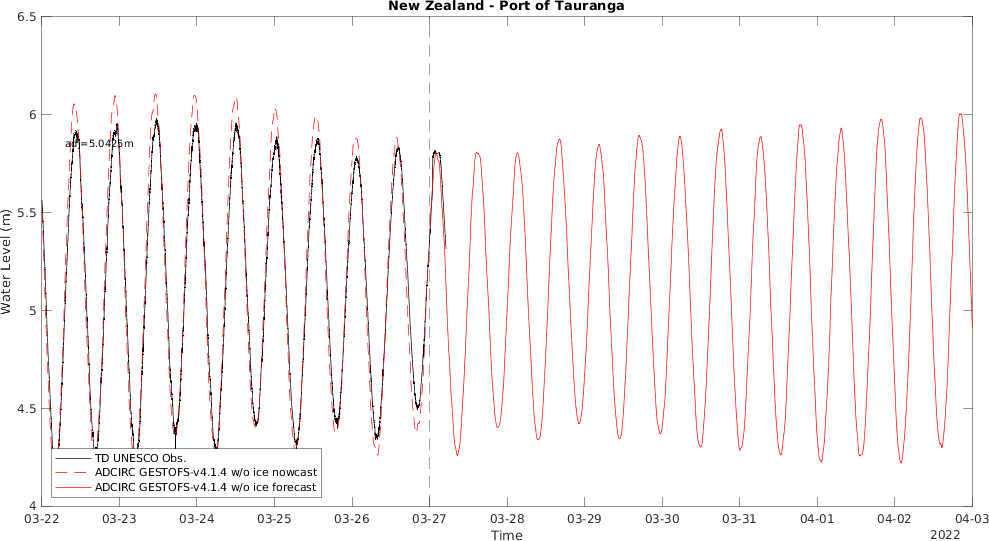 New Zealand - Port of Tauranga
6.5
6
5.5
5
4.5
4
Water Level (m)
=5.0425m
TD UNESCO Obs.
ADCIRC GESTOFS-v4.1.4 w/o ice nowcast
ADCIRC GESTOFS-v4.1.4 w/o ice forecast
03-22 03-23 03-24 03-25 03-26 03-27 03-28 03-29 03-30 03-31 04-01 04-02 04-03
Time
2022